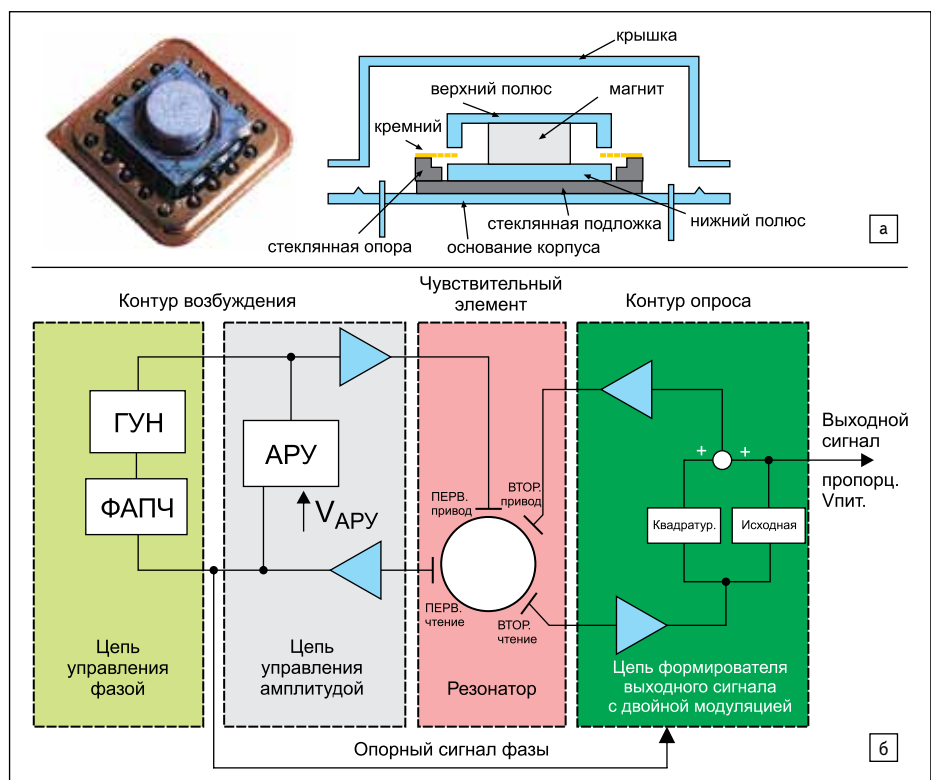 крышка
верхний полюс
магнит
кремний
стеклянная опора
основание корпуса
стеклянная подложка
нижний полюс
а
Контур возбуждения
Чувствительный
элемент
Контур опроса
ГУН
ФАПЧ
АРУ
VАРУ
ПЕРВ.
привод
ВТОР.
привод
ПЕРВ.
чтение
ВТОР.
чтение
+ +
Квадратур.
Исходная
Выходной
сигнал
пропорц.
Vпит.
Цепь
управления
фазой
Цепь
управления
амплитудой
Резонатор
Цепь формирователя
выходного сигнала
с двойной модуляцией
Опорный сигнал фазы
б